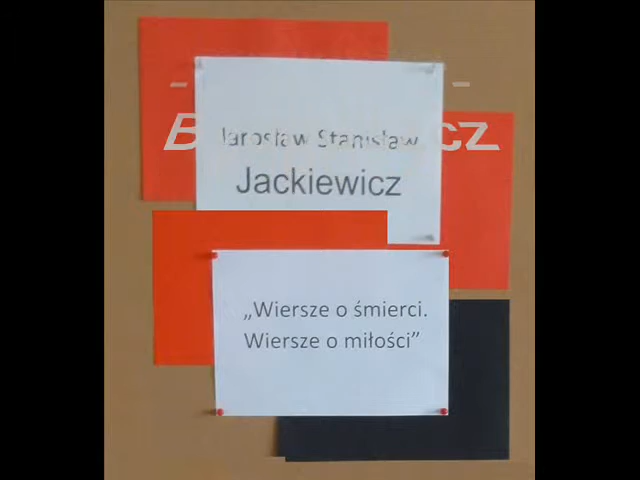 Jarosław Stanisław
Jackiewicz
„Wiersze o śmierci.
Wiersze o miłości”